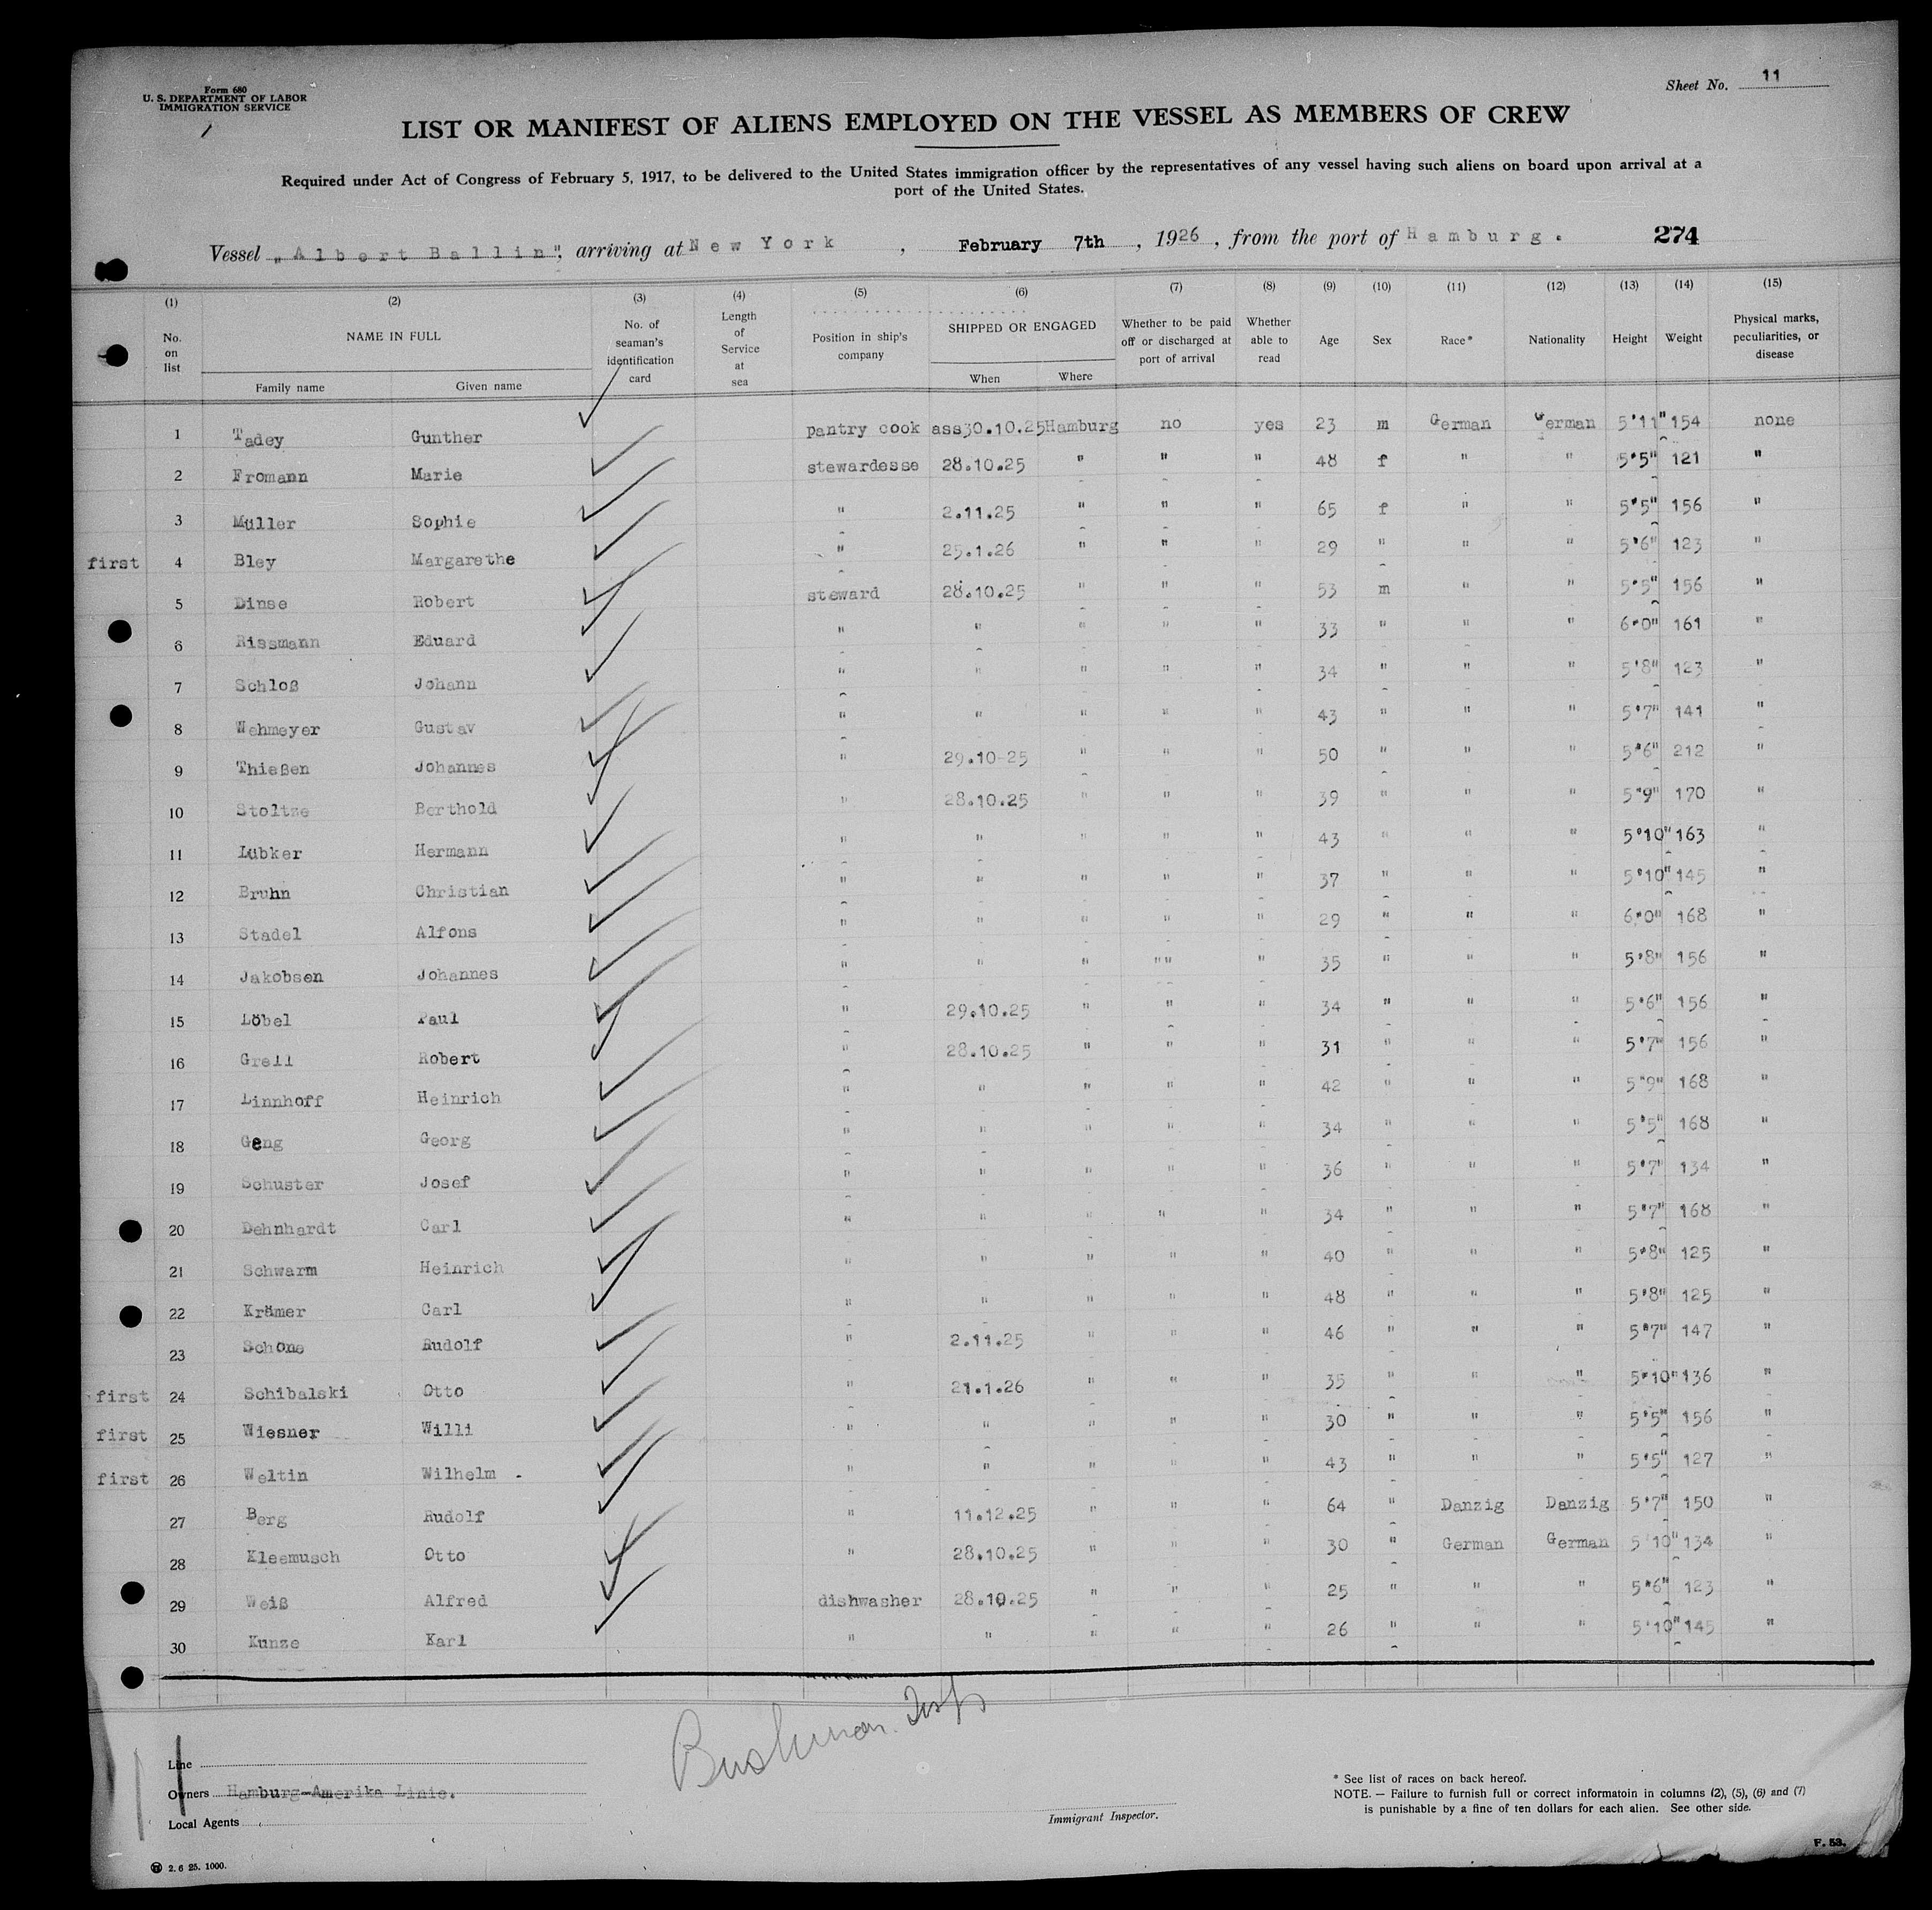 Form 680
U. S. DEPARTMENT OF LABOR
IMMIGRATION SERVICE
Sheet No. 11
LIST OR MANIFEST OF ALIENS EMPLOYED ON THE VESSEL AS MEMBERS OF CREW
Required under Act of Congress of February 5, 1917, to be delivered to the United States immigration officer by the representatives of any vessel having such aliens on board upon arrival at a
port of the United States.
Vessel „Albert Ballin", arriving at New York, February 7th, 1926, from the port of Hamburg. 274
(1) (2) (3) (4) (5) (6) (7) (8) (9) (10) (11) (12) (13) (14) (15)
No. on list NAME IN FULL Family name Given name No. of seaman's identification card Length of Service at sea Position in ship's company SHIPPED OR ENGAGED When Where Whether to be paid off or discharged at port of arrival Whether able to read Age Sex Race* Nationality Height Weight Physical marks, peculiarities, or disease
1 Tadey Gunther pantry cook ass 30.10.25 Hamburg no yes 23 m German German 5'11" 154 none
2 Fromann Marie stewardesse 28.10.25 " " " 48 f " " 5'5" 121 "
3 Müller Sophie " 2.11.25 " " " 65 f " " 5'5" 156 "
first 4 Bley Margarethe " 25.1.26 " " " 29 " " " 5'6" 123 "
5 Dinse Robert steward 28.10.25 " " " 53 m " " 5'5" 156 "
6 Rissmann Eduard " " " " " 33 " " " 6'0" 161 "
7 Schloß Johann " " " " " 34 " " " 5'8" 123 "
8 Wehmeyer Gustav " " " " " 43 " " " 5'7" 141 "
9 Thießen Johannes " 29.10-25 " " " 50 " " " 5'6" 212 "
10 Stoltze Berthold " 28.10.25 " " " 39 " " " 5'9" 170 "
11 Lübker Hermann " " " " " 43 " " " 5'10" 163 "
12 Bruhn Christian " " " " " 37 " " " 5'10" 145 "
13 Stadel Alfons " " " " " 29 " " " 6'0" 168 "
14 Jakobsen Johannes " " " "" " 35 " " " 5'8" 156 "
15 Löbel Paul " 29.10.25 " " " 34 " " " 5'6" 156 "
16 Grell Robert " 28.10.25 " " " 31 " " " 5'7" 156 "
17 Linnhoff Heinrich " " " " " 42 " " " 5'9" 168 "
18 Geng Georg " " " " " 34 " " " 5'5" 168 "
19 Schuster Josef " " " " " 36 " " " 5'7" 134 "
20 Dehnhardt Carl " " " " " 34 " " " 5'7" 168 "
21 Schwarm Heinrich " " " " " 40 " " " 5'8" 125 "
22 Krämer Carl " " " " " 48 " " " 5'8" 125 "
23 Schöne Rudolf " 2.11.25 " " " 46 " " " 5'7" 147 "
first 24 Schibalski Otto " 21.1.26 " " " 35 " " " 5'10" 136 "
first 25 Wiesner Willi " " " " " 30 " " " 5'5" 156 "
first 26 Weltin Wilhelm . " " " " " 43 " " " 5'5" 127 "
27 Berg Rudolf " 11.12.25 " " " 64 " Danzig Danzig 5'7" 150 "
28 Kleemusch Otto " 28.10.25 " " " 30 " German German 5'10" 134 "
29 Weiß Alfred dishwasher 28.10.25 " " " 25 " " " 5'6" 123 "
30 Kunze Karl " " " " " 26 " " " 5'10" 145 "
Line
Owners Hamburg-Amerika Linie.
Local Agents
Immigrant Inspector.
* See list of races on back hereof.
NOTE. — Failure to furnish full or correct informatoin in columns (2), (5), (6) and (7)
is punishable by a fine of ten dollars for each alien. See other side.
F. 53.
2. 6 25. 1000.